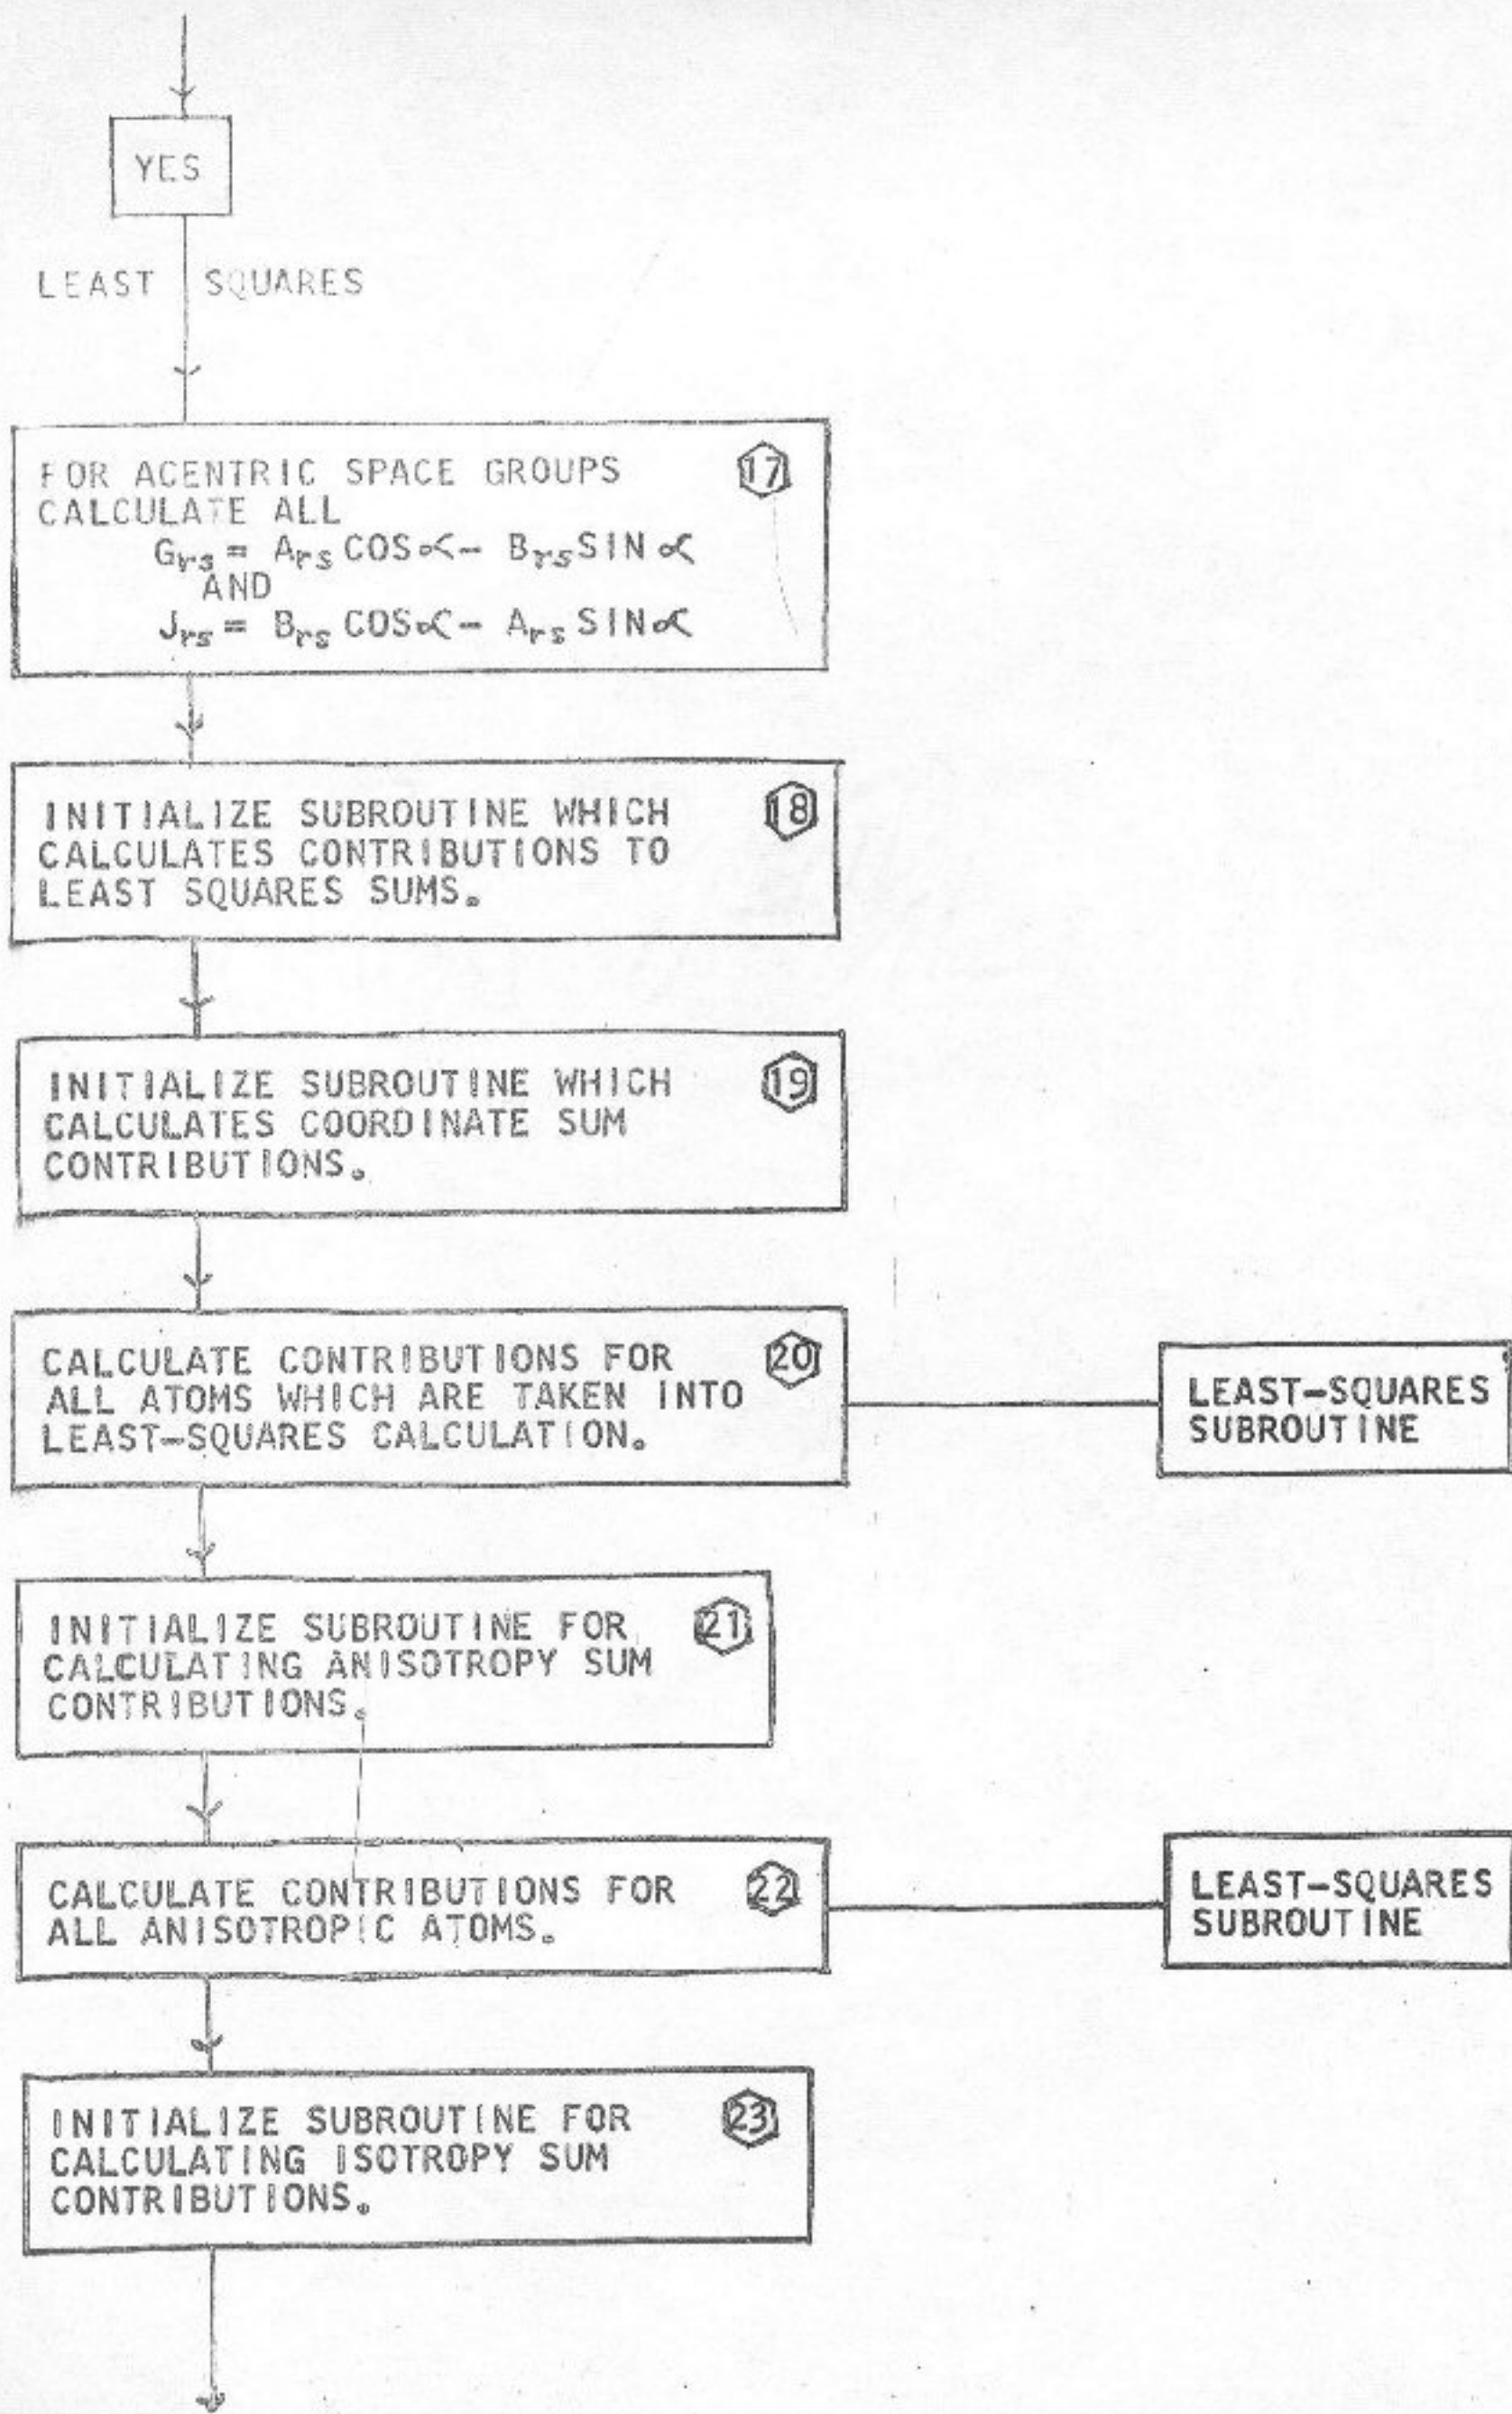 YES
LEAST SQUARES
FOR ACENTRIC SPACE GROUPS 17
CALCULATE ALL
Grs = Ars COS∝ − Brs SIN∝
AND
Jrs = Brs COS∝ − Ars SIN∝
INITIALIZE SUBROUTINE WHICH 18
CALCULATES CONTRIBUTIONS TO
LEAST SQUARES SUMS.
INITIALIZE SUBROUTINE WHICH 19
CALCULATES COORDINATE SUM
CONTRIBUTIONS.
CALCULATE CONTRIBUTIONS FOR 20
ALL ATOMS WHICH ARE TAKEN INTO
LEAST-SQUARES CALCULATION.
LEAST-SQUARES
SUBROUTINE
INITIALIZE SUBROUTINE FOR 21
CALCULATING ANISOTROPY SUM
CONTRIBUTIONS.
CALCULATE CONTRIBUTIONS FOR 22
ALL ANISOTROPIC ATOMS.
LEAST-SQUARES
SUBROUTINE
INITIALIZE SUBROUTINE FOR 23
CALCULATING ISOTROPY SUM
CONTRIBUTIONS.